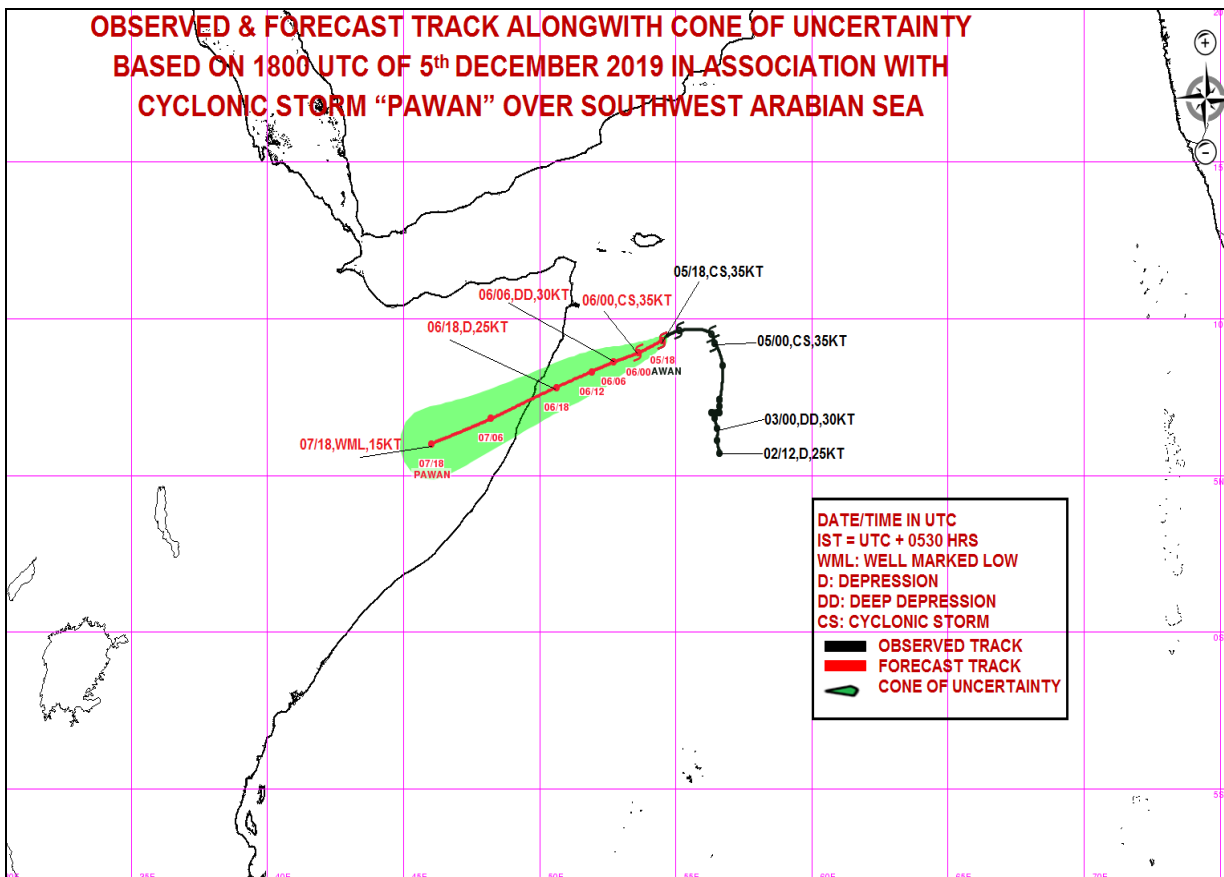 OBSERVED & FORECAST TRACK ALONGWITH CONE OF UNCERTAINTY
BASED ON 1800 UTC OF 5th DECEMBER 2019 IN ASSOCIATION WITH
CYCLONIC STORM “PAWAN” OVER SOUTHWEST ARABIAN SEA
+
-
05/18,CS,35KT
06/06,DD,30KT
06/00,CS,35KT
06/18,D,25KT
05/00,CS,35KT
05/18
06/00
AWAN
06/06
06/12
06/18
03/00,DD,30KT
07/06
07/18,WML,15KT
02/12,D,25KT
07/18
PAWAN
5N
DATE/TIME IN UTC
IST = UTC + 0530 HRS
WML: WELL MARKED LOW
D: DEPRESSION
DD: DEEP DEPRESSION
CS: CYCLONIC STORM
OBSERVED TRACK
FORECAST TRACK
CONE OF UNCERTAINTY